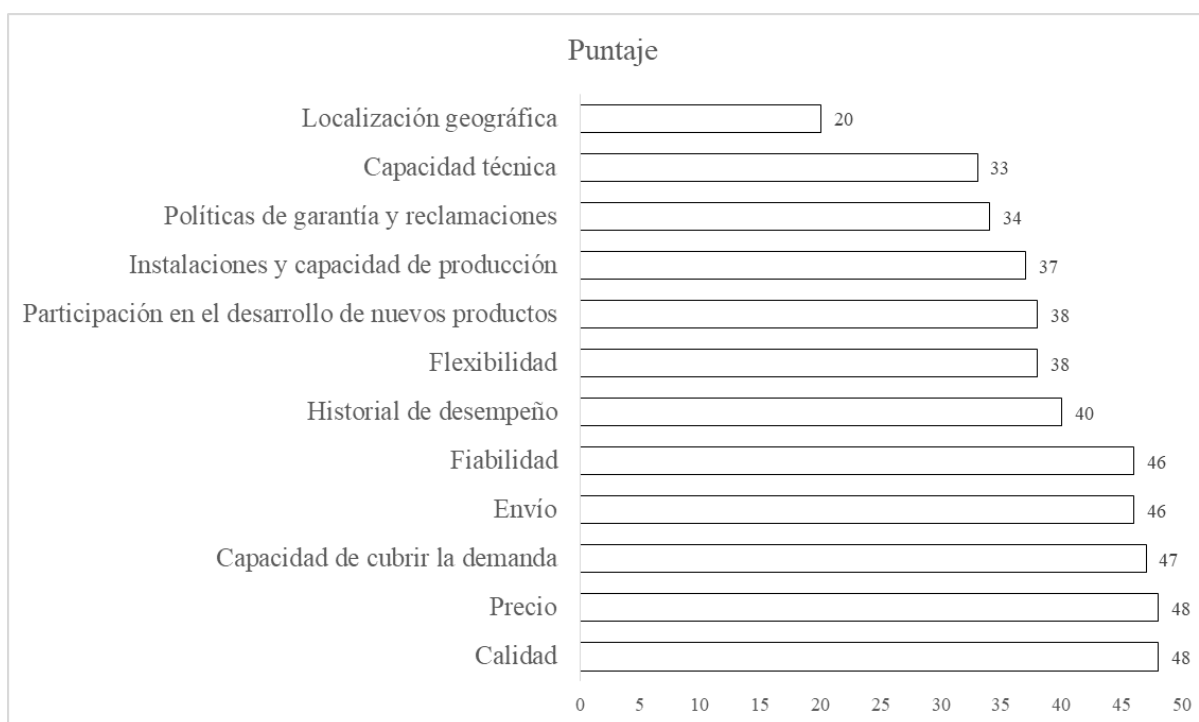 Puntaje
Localización geográfica 20
Capacidad técnica 33
Políticas de garantía y reclamaciones 34
Instalaciones y capacidad de producción 37
Participación en el desarrollo de nuevos productos 38
Flexibilidad 38
Historial de desempeño 40
Fiabilidad 46
Envío 46
Capacidad de cubrir la demanda 47
Precio 48
Calidad 48
0 5 10 15 20 25 30 35 40 45 50